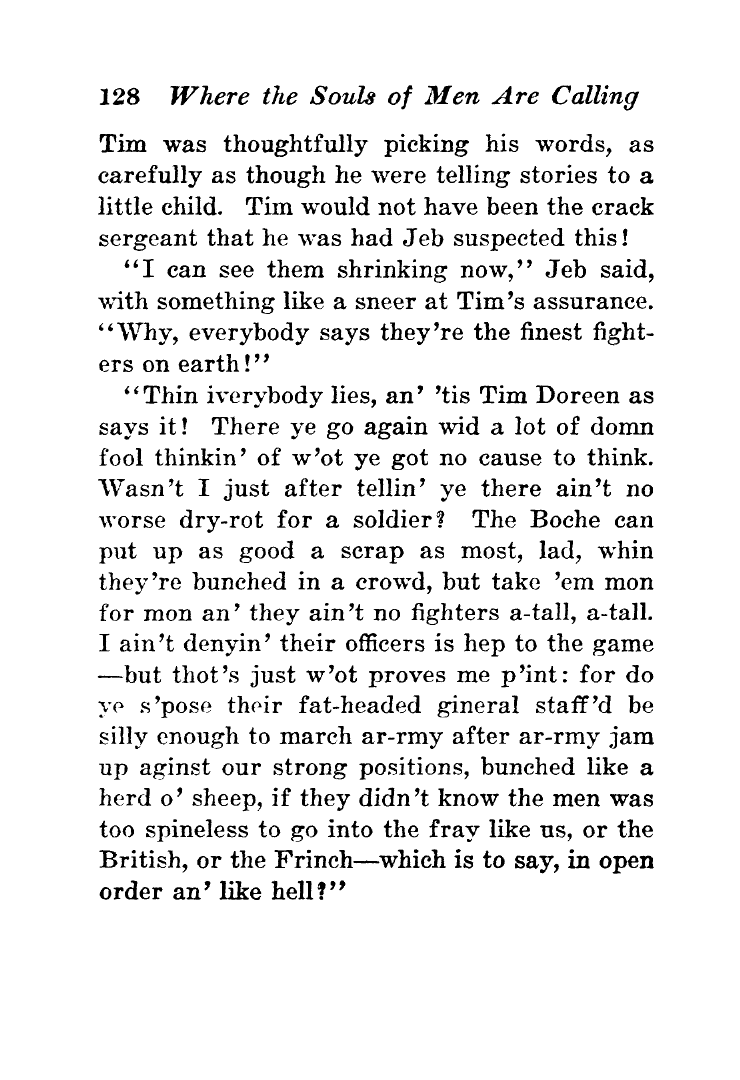 128 Where the Souls of Men Are Calling
Tim was thoughtfully picking his words, as
carefully as though he were telling stories to a
little child. Tim would not have been the crack
sergeant that he was had Jeb suspected this!
“I can see them shrinking now,” Jeb said,
with something like a sneer at Tim’s assurance.
“Why, everybody says they’re the finest fight-
ers on earth!”
“Thin iverybody lies, an’ ’tis Tim Doreen as
says it! There ye go again wid a lot of domn
fool thinkin’ of w’ot ye got no cause to think.
Wasn’t I just after tellin’ ye there ain’t no
worse dry-rot for a soldier? The Boche can
put up as good a scrap as most, lad, whin
they’re bunched in a crowd, but take ’em mon
for mon an’ they ain’t no fighters a-tall, a-tall.
I ain’t denyin’ their officers is hep to the game
—but thot’s just w’ot proves me p’int: for do
ye s’pose their fat-headed gineral staff’d be
silly enough to march ar-rmy after ar-rmy jam
up aginst our strong positions, bunched like a
herd o’ sheep, if they didn’t know the men was
too spineless to go into the fray like us, or the
British, or the Frinch—which is to say, in open
order an’ like hell?”